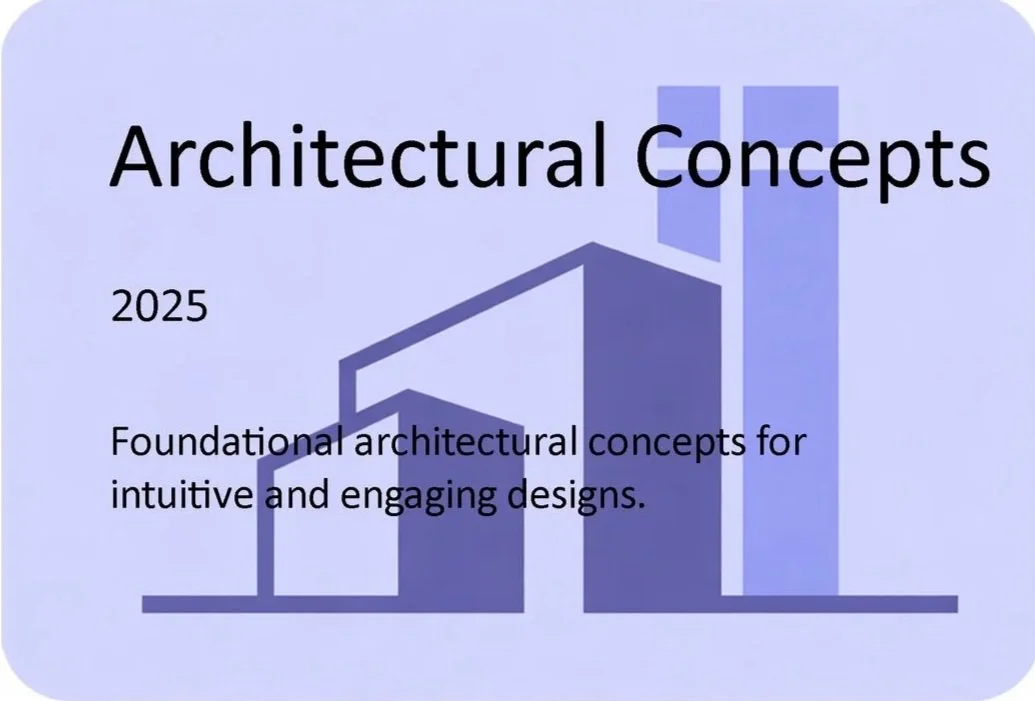 Architectural Concepts
2025
Foundational architectural concepts for
intuitive and engaging designs.